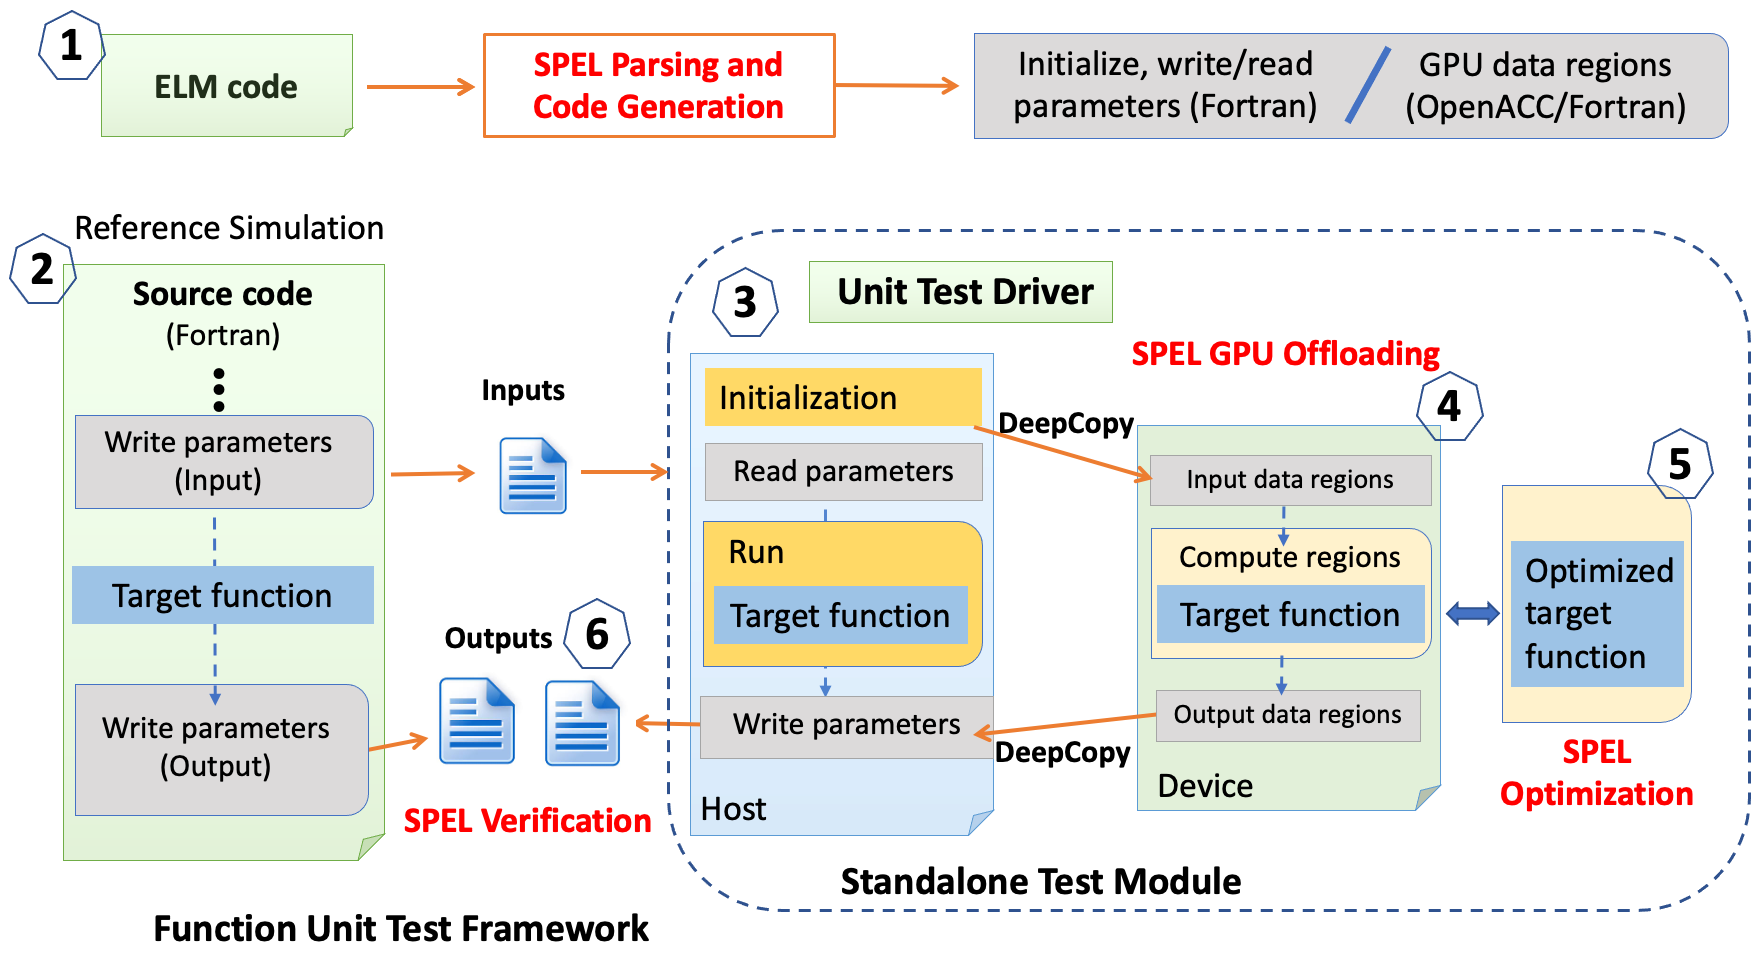 1
ELM code
SPEL Parsing and
Code Generation
Initialize, write/read
parameters (Fortran)
GPU data regions
(OpenACC/Fortran)
Reference Simulation
2
Source code
(Fortran)
Write parameters
(Input)
Target function
Write parameters
(Output)
Inputs
Outputs
6
SPEL Verification
3
Unit Test Driver
Initialization
Read parameters
Run
Target function
Write parameters
Host
DeepCopy
DeepCopy
SPEL GPU Offloading
4
Input data regions
Compute regions
Target function
Output data regions
Device
5
Optimized
target
function
SPEL
Optimization
Standalone Test Module
Function Unit Test Framework